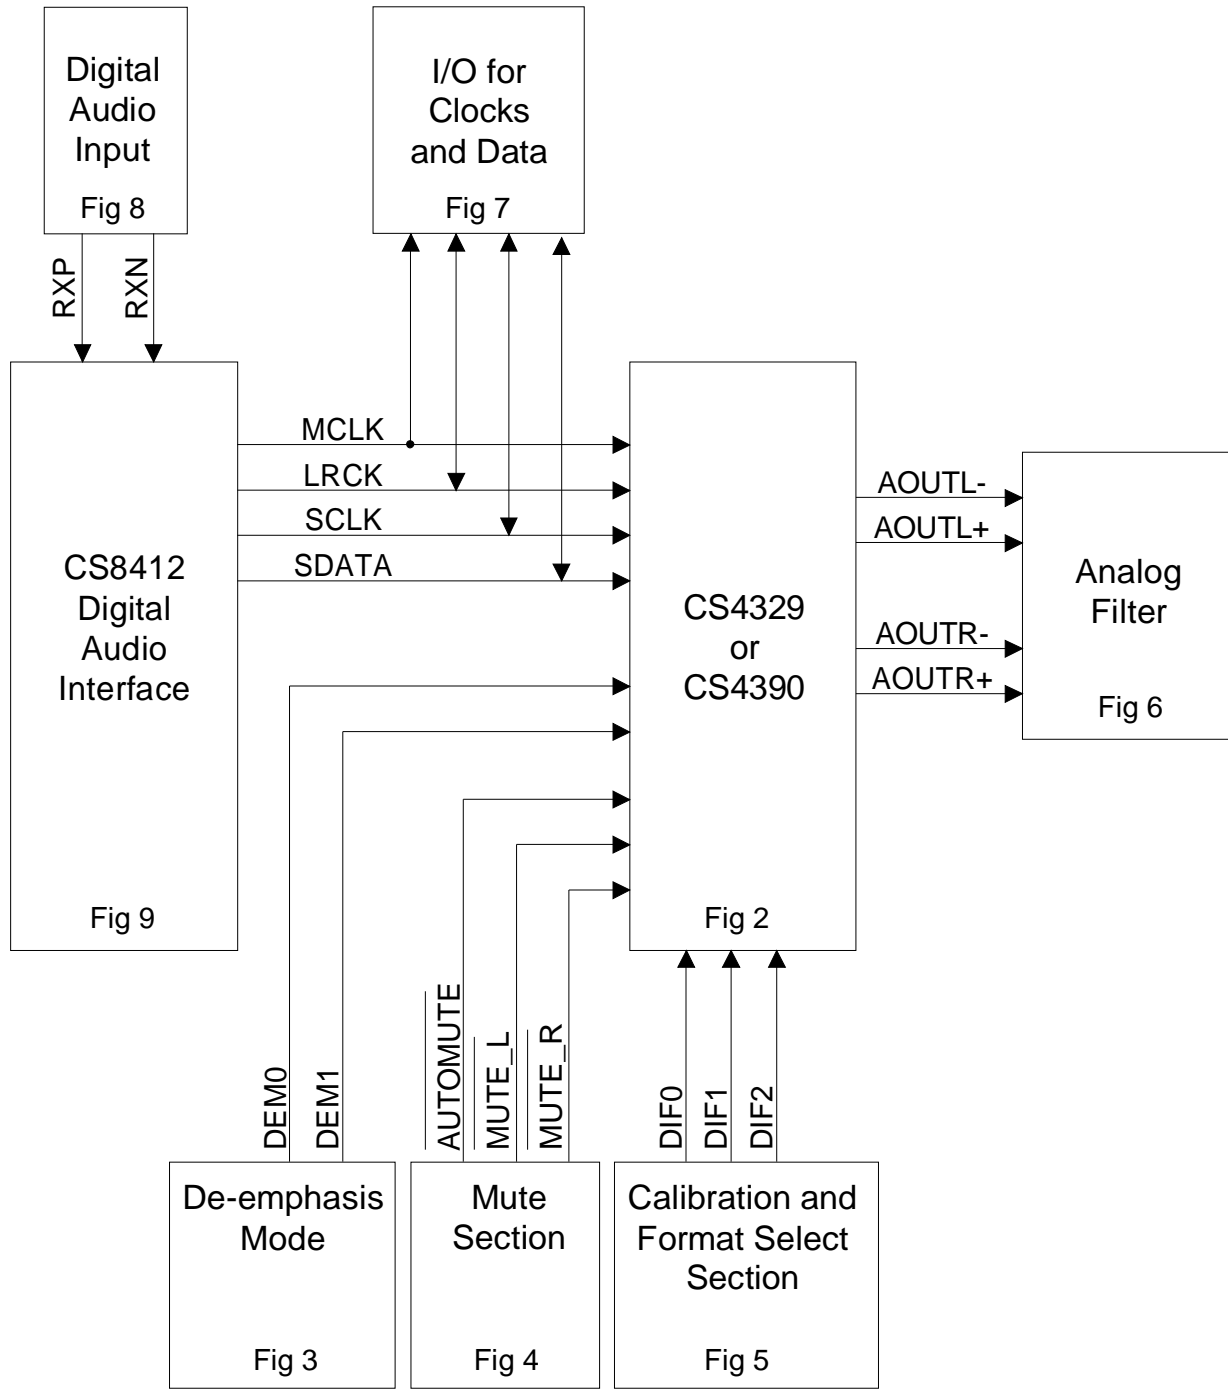 Digital
Audio
Input
Fig 8
I/O for
Clocks
and Data
Fig 7
RXP
RXN
MCLK
LRCK
SCLK
SDATA
CS8412
Digital
Audio
Interface
Fig 9
CS4329
or
CS4390
Fig 2
AOUTL-
AOUTL+
AOUTR-
AOUTR+
Analog
Filter
Fig 6
DEM0
DEM1
AUTOMUTE
MUTE_L
MUTE_R
DIF0
DIF1
DIF2
De-emphasis
Mode
Fig 3
Mute
Section
Fig 4
Calibration and
Format Select
Section
Fig 5